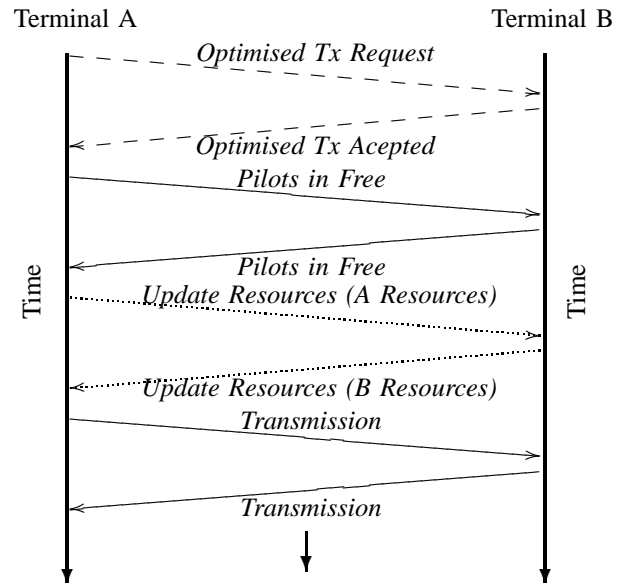 Terminal A
Terminal B
Optimised Tx Request
Optimised Tx Acepted
Pilots in Free
Time
Time
Pilots in Free
Update Resources (A Resources)
Update Resources (B Resources)
Transmission
Transmission